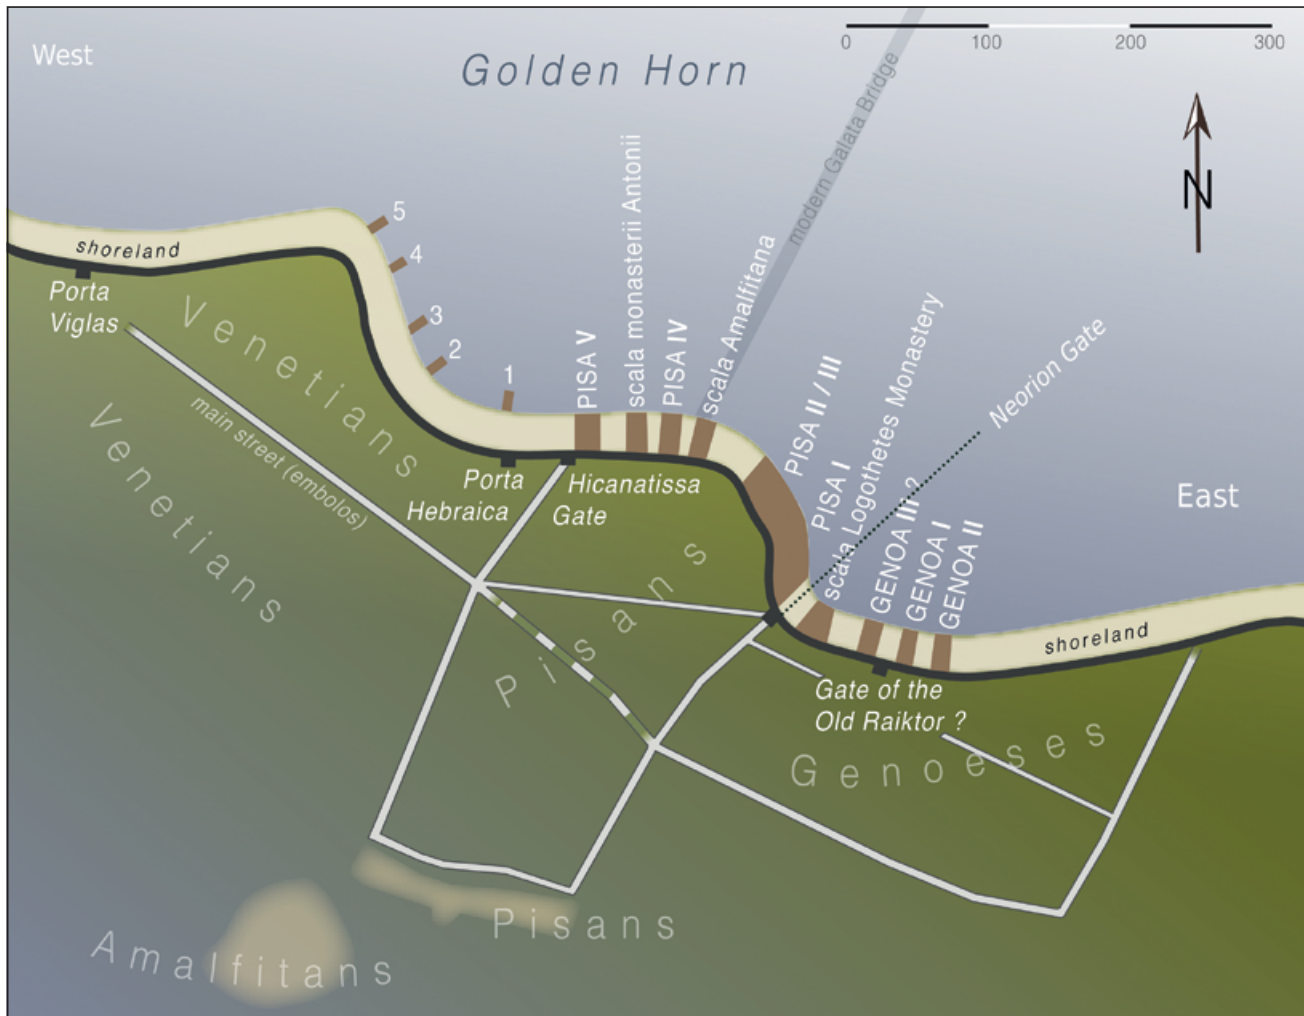 West
Golden Horn
0 100 200 300
modern Galata Bridge
N
shoreland
Porta
Viglas
5
4
3
2
1
PISA V
scala monasterii Antonii
PISA IV
scala Amalfitana
PISA II / III
PISA I
scala Logothetes Monastery
GENOA III ?
GENOA I
GENOA II
Neorion Gate
East
Venetians
Venetians
main street (embolos)
Porta
Hebraica
Hicanatissa
Gate
Pisans
shoreland
Gate of the
Old Raiktor ?
Genoeses
Pisans
Amalfitans